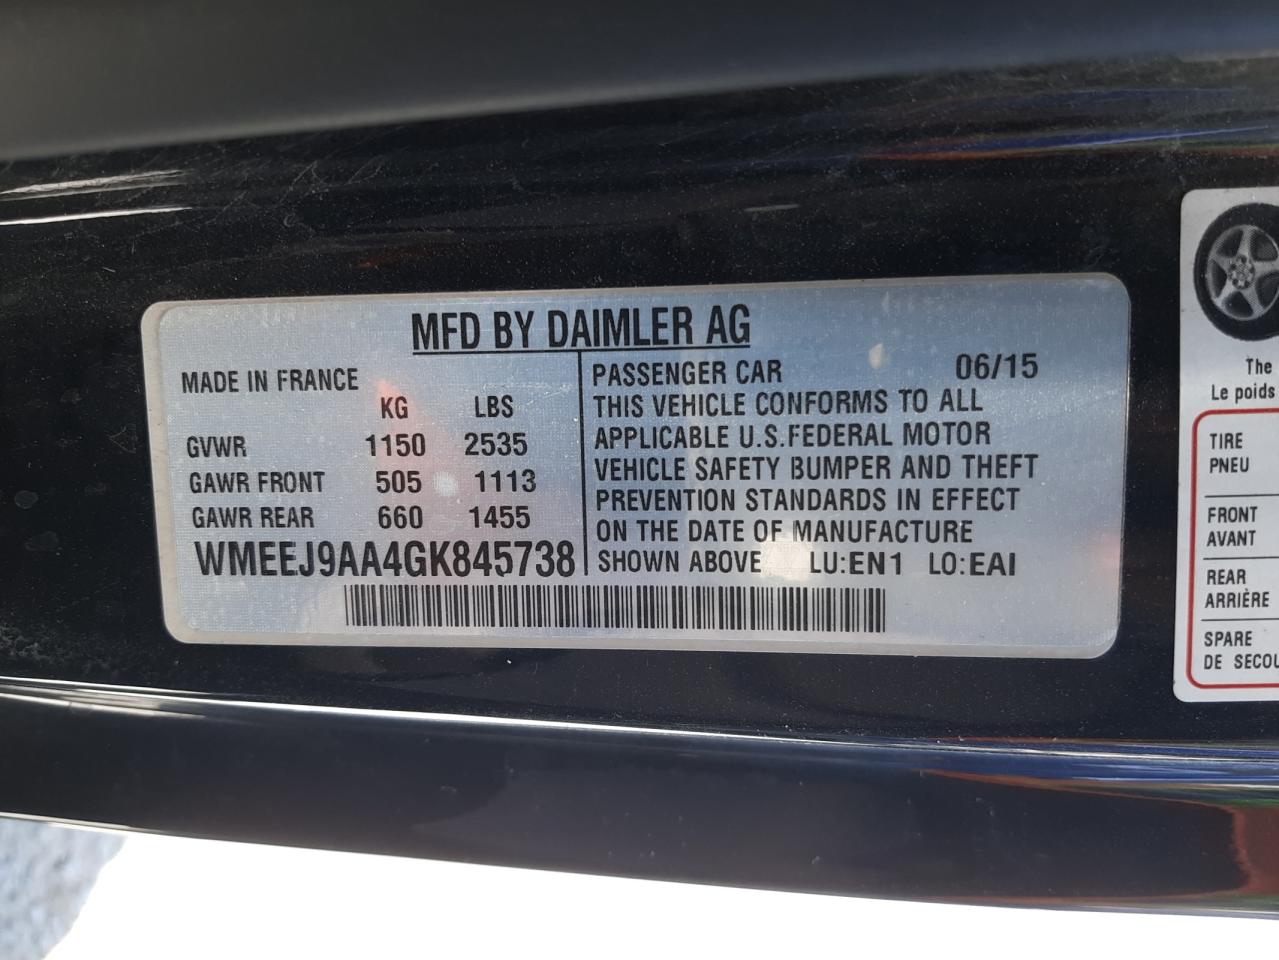 MFD BY DAIMLER AG
MADE IN FRANCE
KG LBS
GVWR 1150 2535
GAWR FRONT 505 1113
GAWR REAR 660 1455
WMEEJ9AA4GK845738
PASSENGER CAR 06/15
THIS VEHICLE CONFORMS TO ALL
APPLICABLE U.S.FEDERAL MOTOR
VEHICLE SAFETY BUMPER AND THEFT
PREVENTION STANDARDS IN EFFECT
ON THE DATE OF MANUFACTURE
SHOWN ABOVE LU:EN1 LO:EAI
The
Le poids
TIRE
PNEU
FRONT
AVANT
REAR
ARRIÈRE
SPARE
DE SECOU